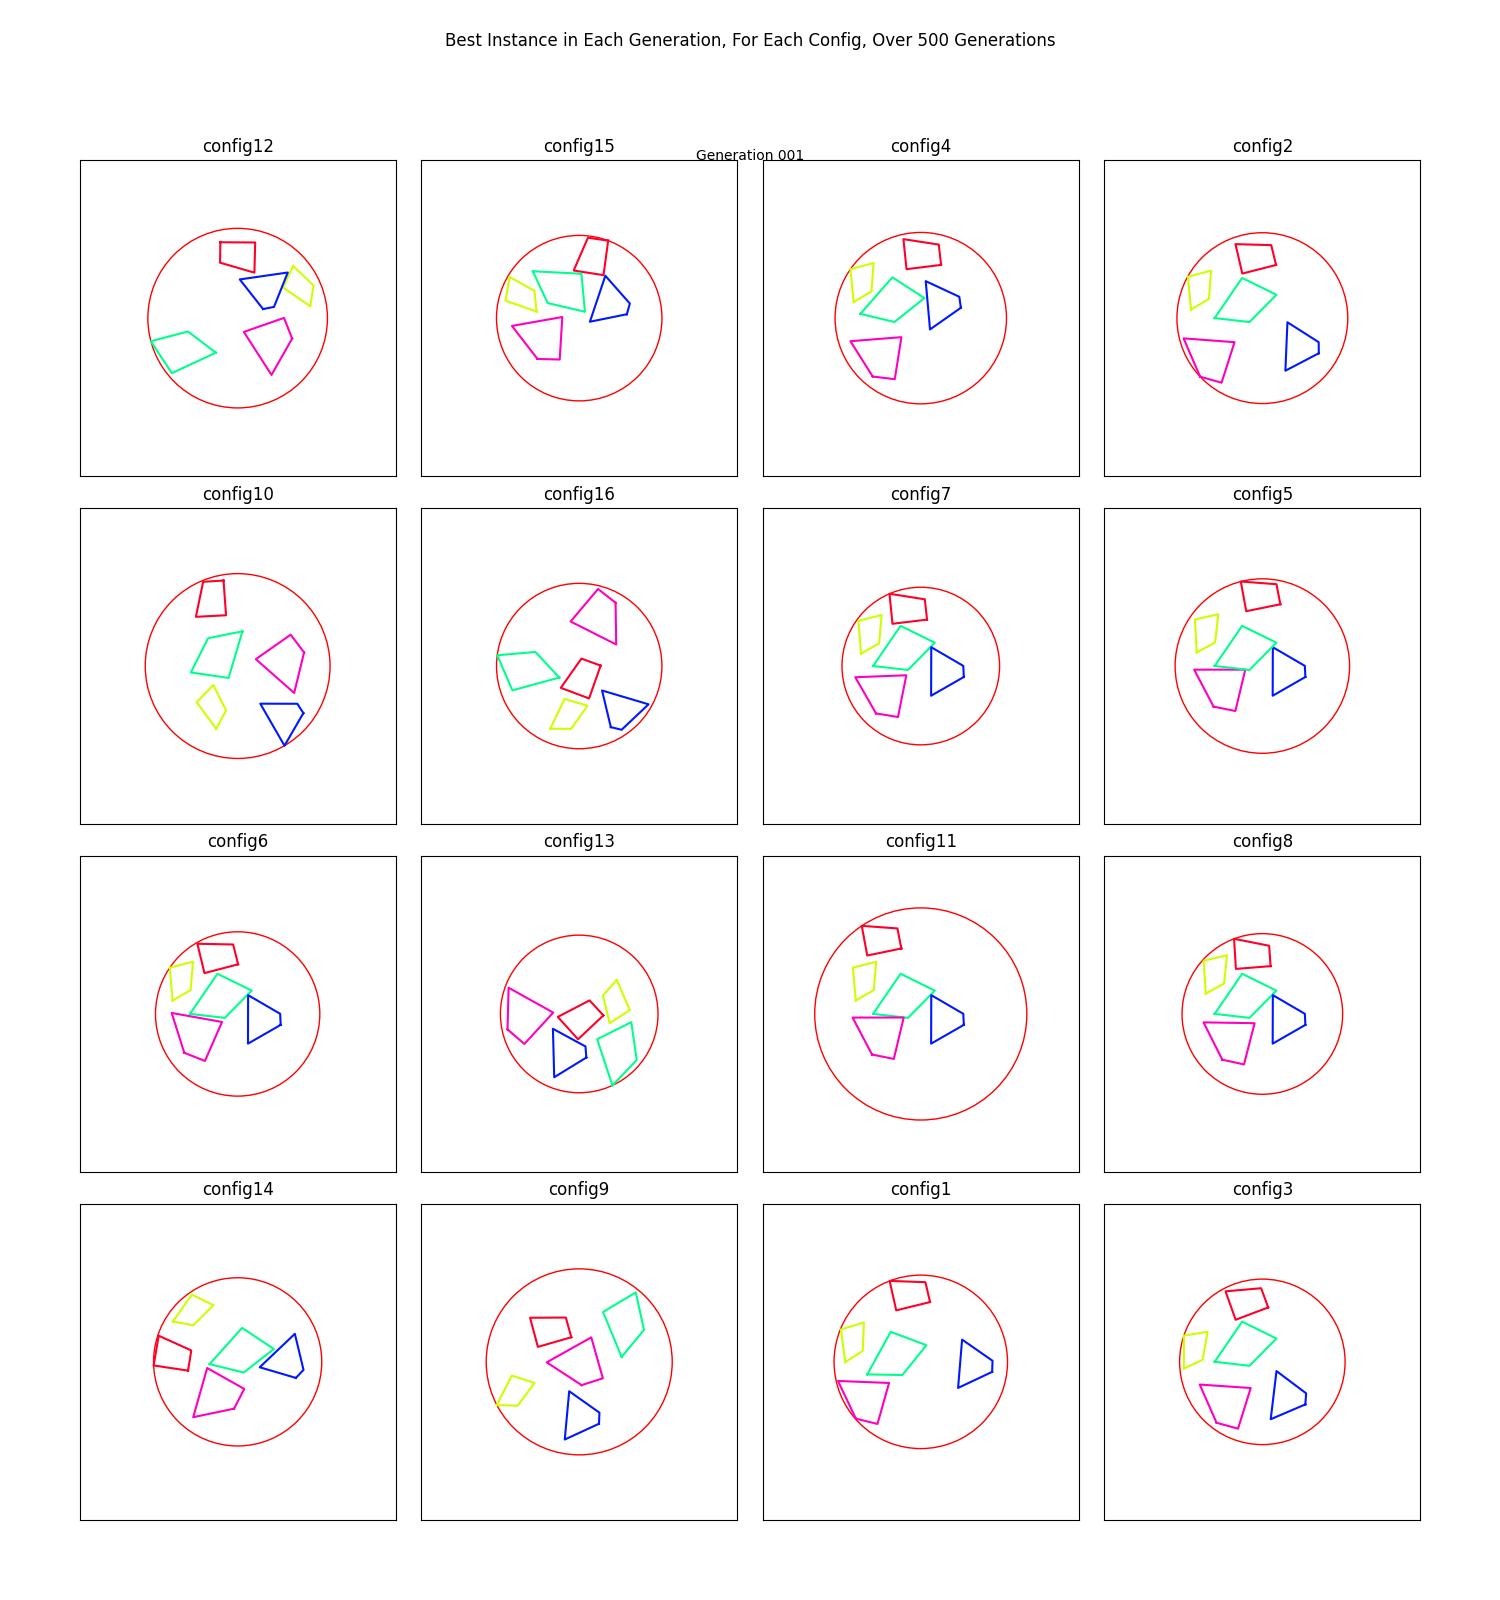 Best Instance in Each Generation, For Each Config, Over 500 Generations
config12
config15
Generation 001
config4
config2
config10
config16
config7
config5
config6
config13
config11
config8
config14
config9
config1
config3